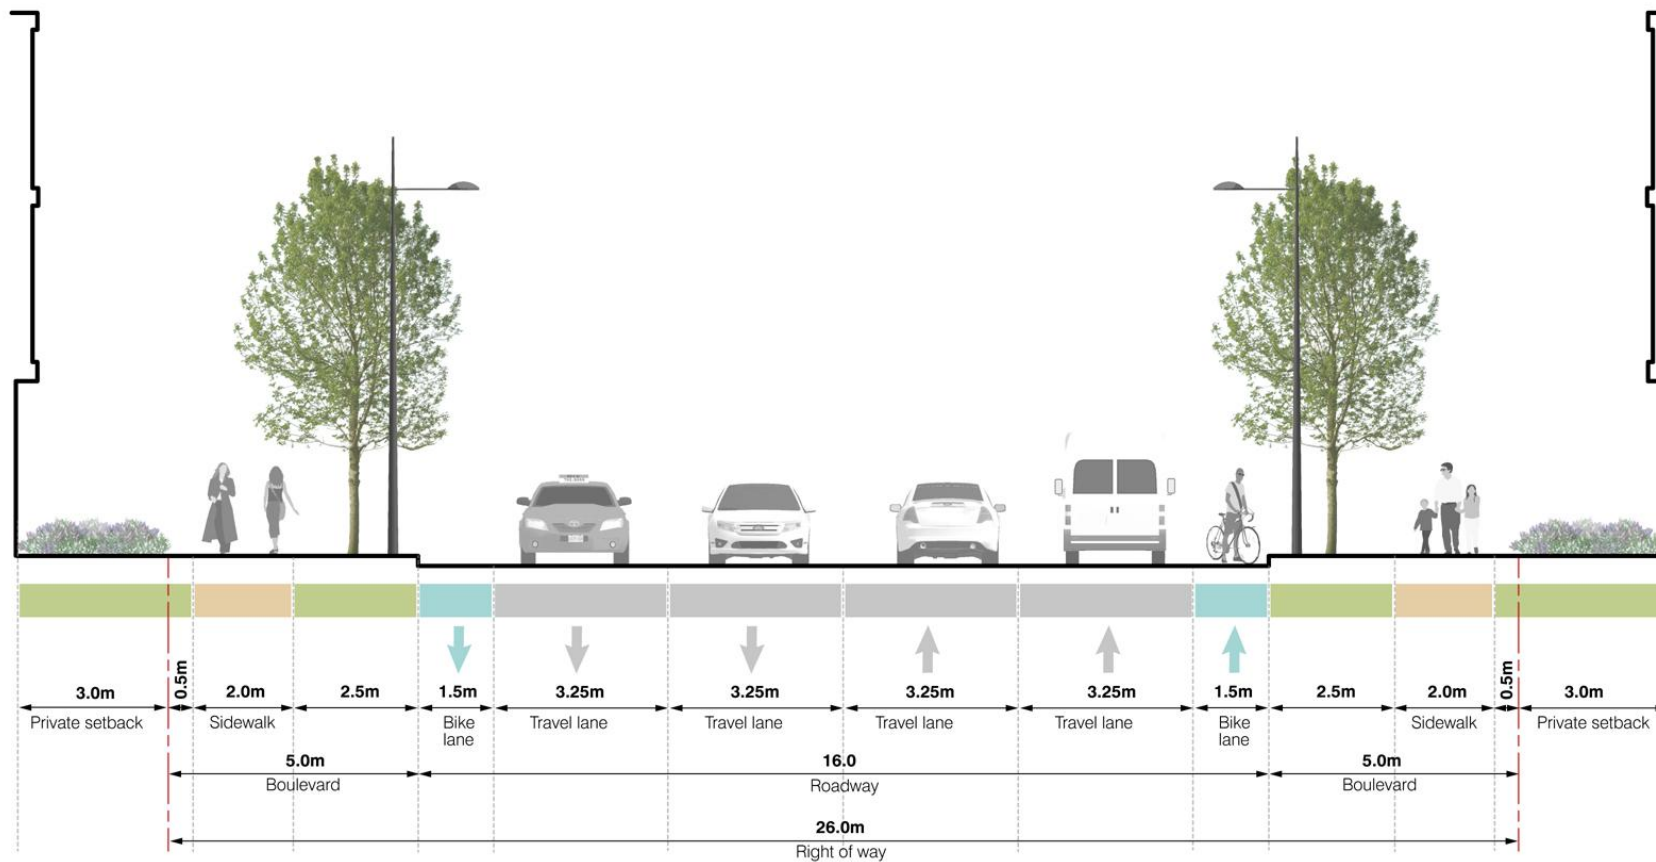 3.0m
0.5m
2.0m
2.5m
1.5m
3.25m
3.25m
3.25m
3.25m
1.5m
2.5m
2.0m
0.5m
3.0m
Private setback
Sidewalk
Bike
lane
Travel lane
Travel lane
Travel lane
Travel lane
Bike
lane
Sidewalk
Private setback
5.0m
Boulevard
16.0
Roadway
5.0m
Boulevard
26.0m
Right of way